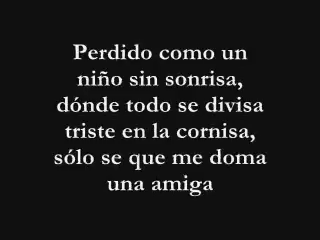 Perdido como un
niño sin sonrisa,
dónde todo se divisa
triste en la cornisa,
sólo se que me doma
una amiga